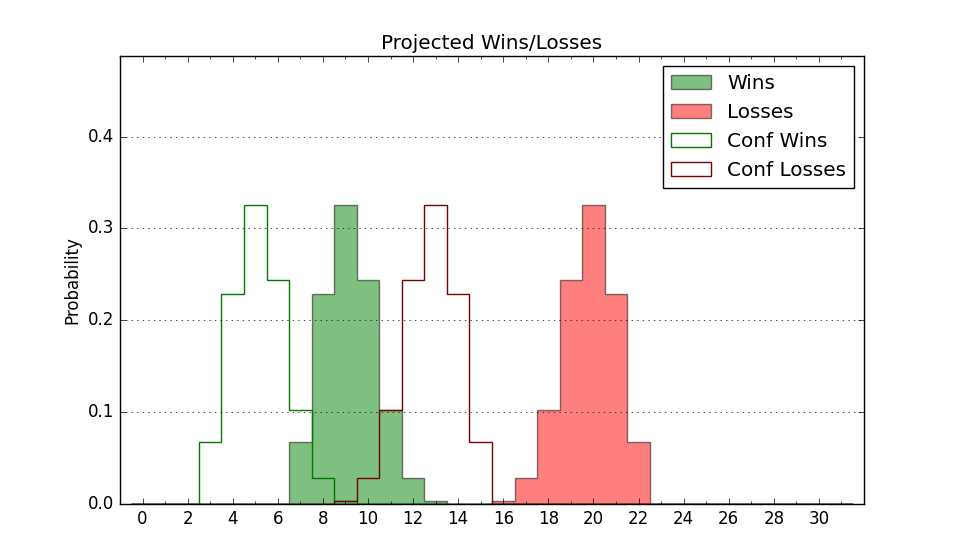 Projected Wins/Losses
Wins
Losses
Conf Wins
Conf Losses
Probability
0.4
0.3
0.2
0.1
0.0
0 2 4 6 8 10 12 14 16 18 20 22 24 26 28 30